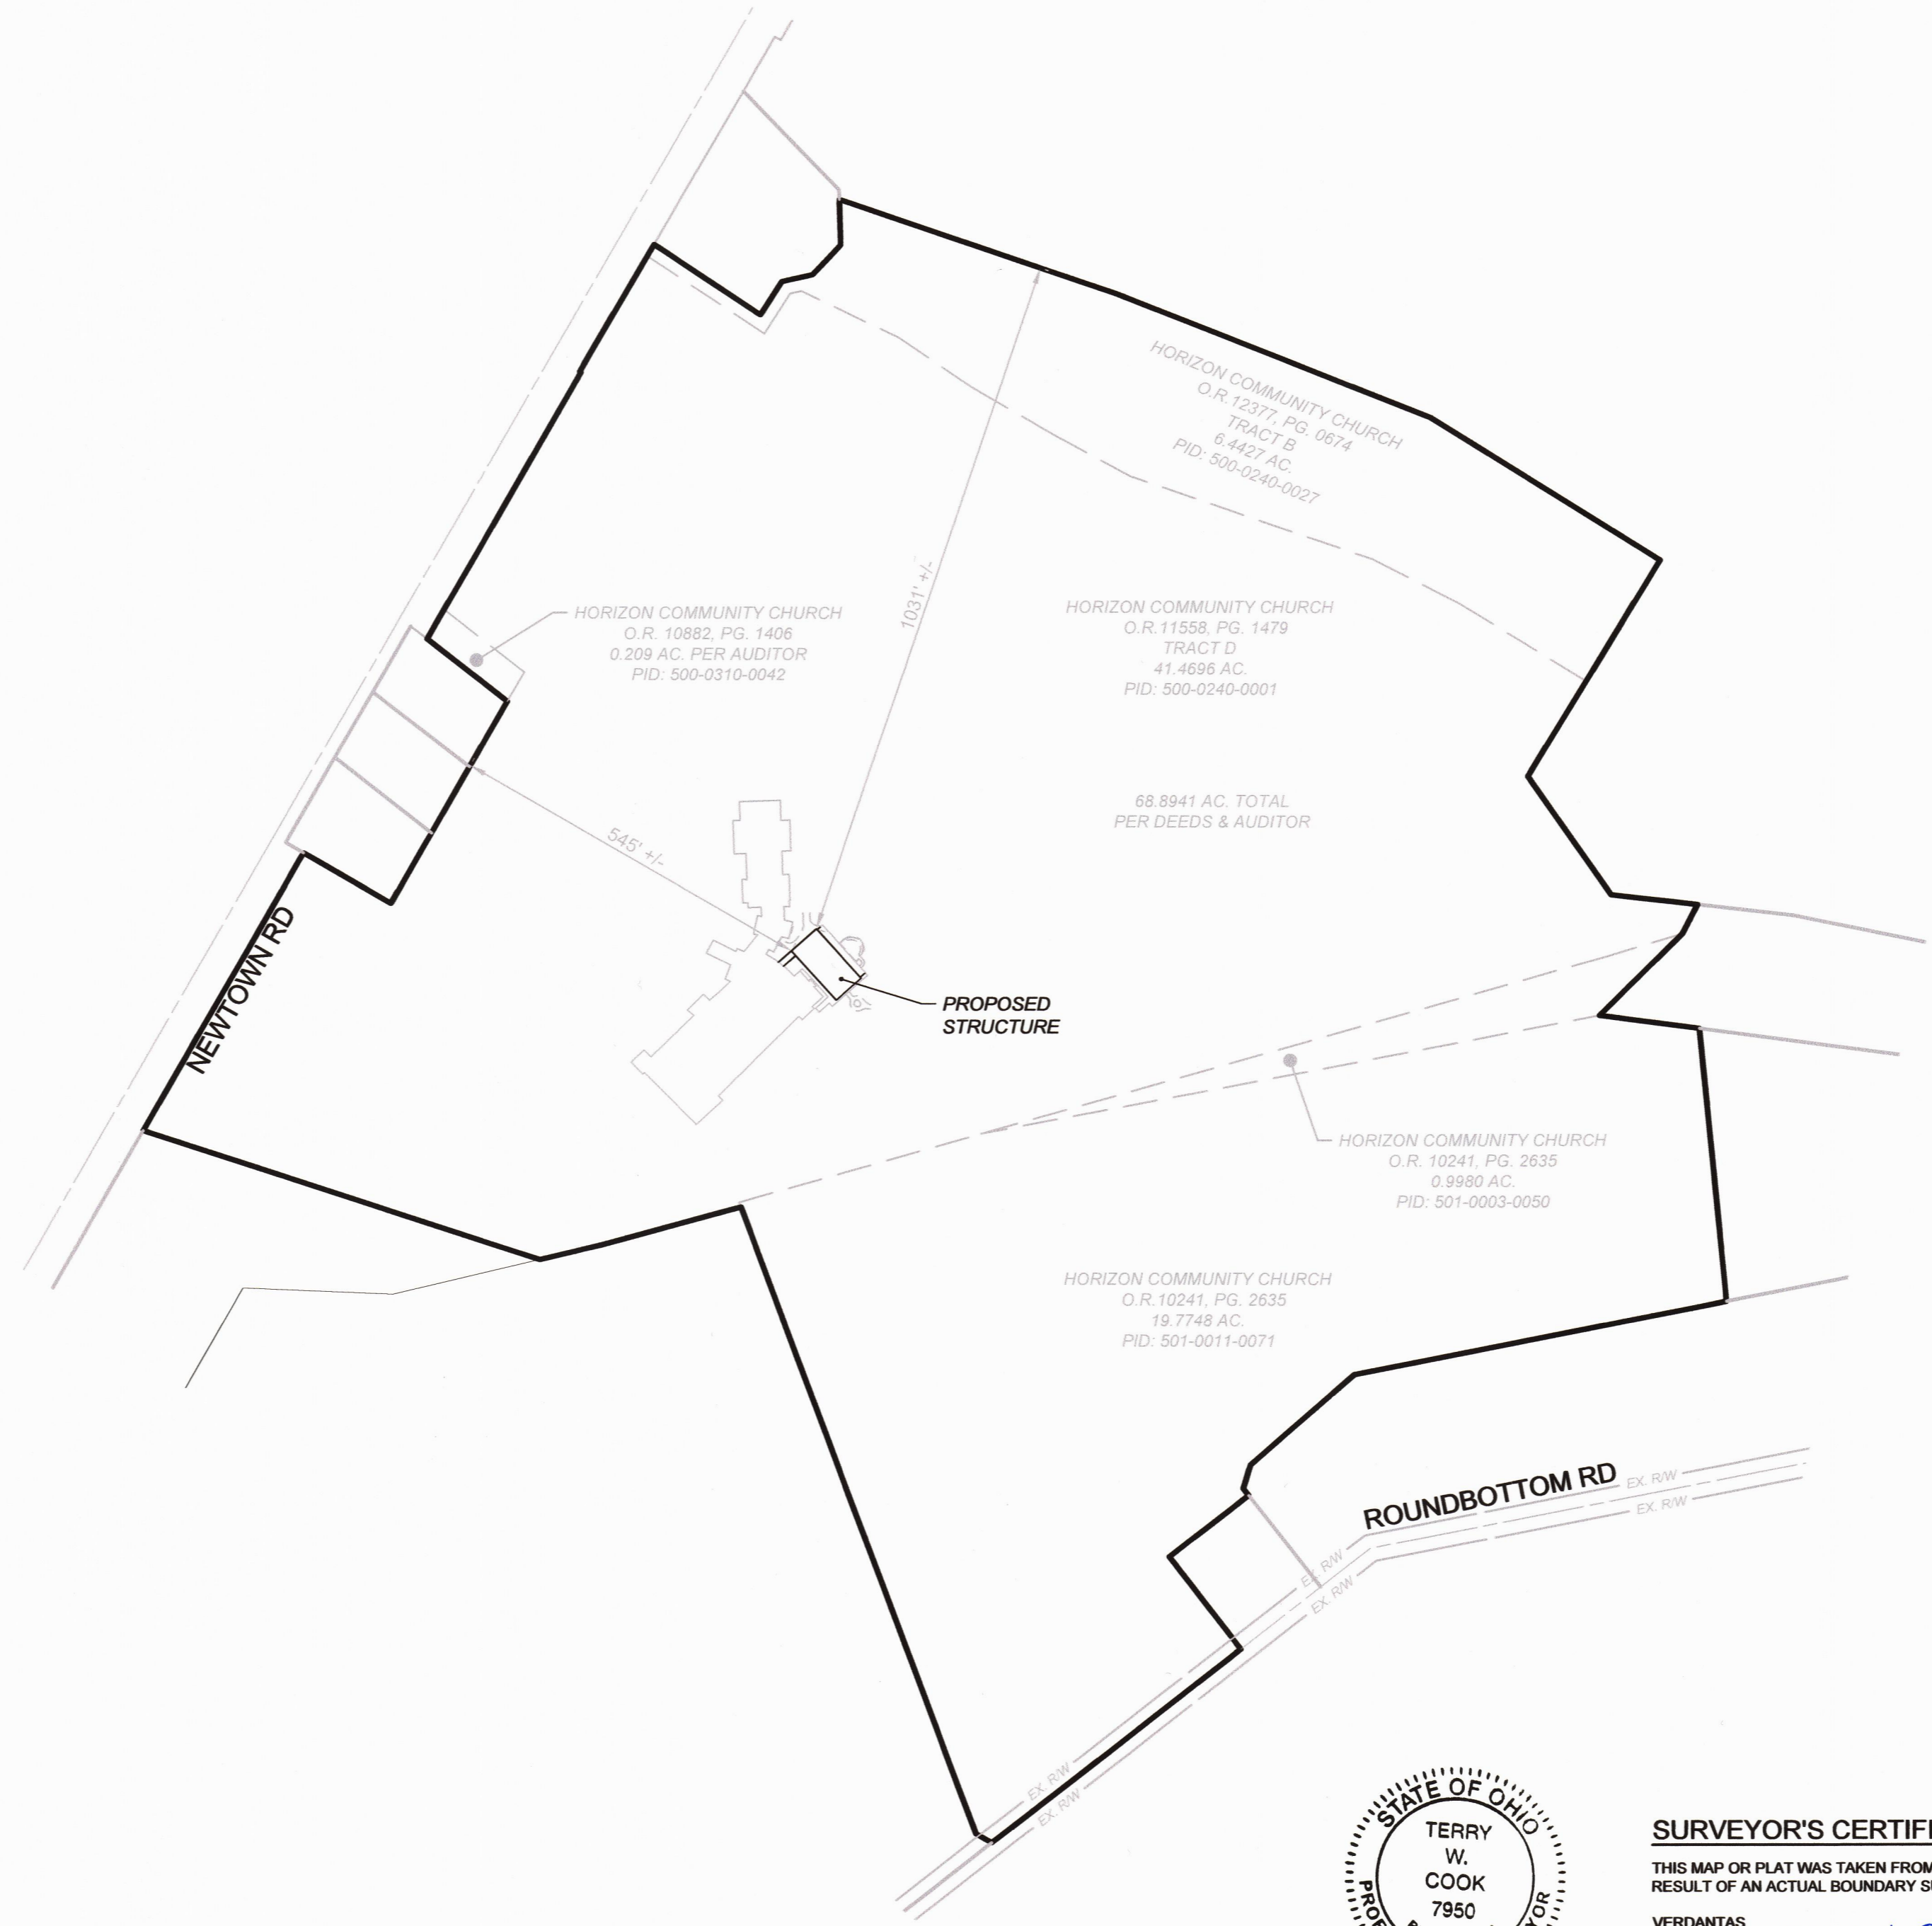 HORIZON COMMUNITY CHURCH
O.R.12377, PG. 0674
TRACT B
6.4427 AC.
PID: 500-0240-0027
1031' +/-
HORIZON COMMUNITY CHURCH
O.R. 10882, PG. 1406
0.209 AC. PER AUDITOR
PID: 500-0310-0042
HORIZON COMMUNITY CHURCH
O.R.11558, PG. 1479
TRACT D
41.4696 AC.
PID: 500-0240-0001
68.8941 AC. TOTAL
PER DEEDS & AUDITOR
545' +/-
NEWTOWN RD
PROPOSED
STRUCTURE
HORIZON COMMUNITY CHURCH
O.R. 10241, PG. 2635
0.9980 AC.
PID: 501-0003-0050
HORIZON COMMUNITY CHURCH
O.R.10241, PG. 2635
19.7748 AC.
PID: 501-0011-0071
ROUNDBOTTOM RD
EX. R/W
EX. R/W
EX. R/W
EX. R/W
EX. R/W
EX. R/W
STATE OF OHIO
TERRY
W.
COOK
7950
SURVEYOR'S
THIS MAP OR PLAT WAS TAKEN FROM
RESULT OF AN ACTUAL BOUNDARY
VERDANTAS